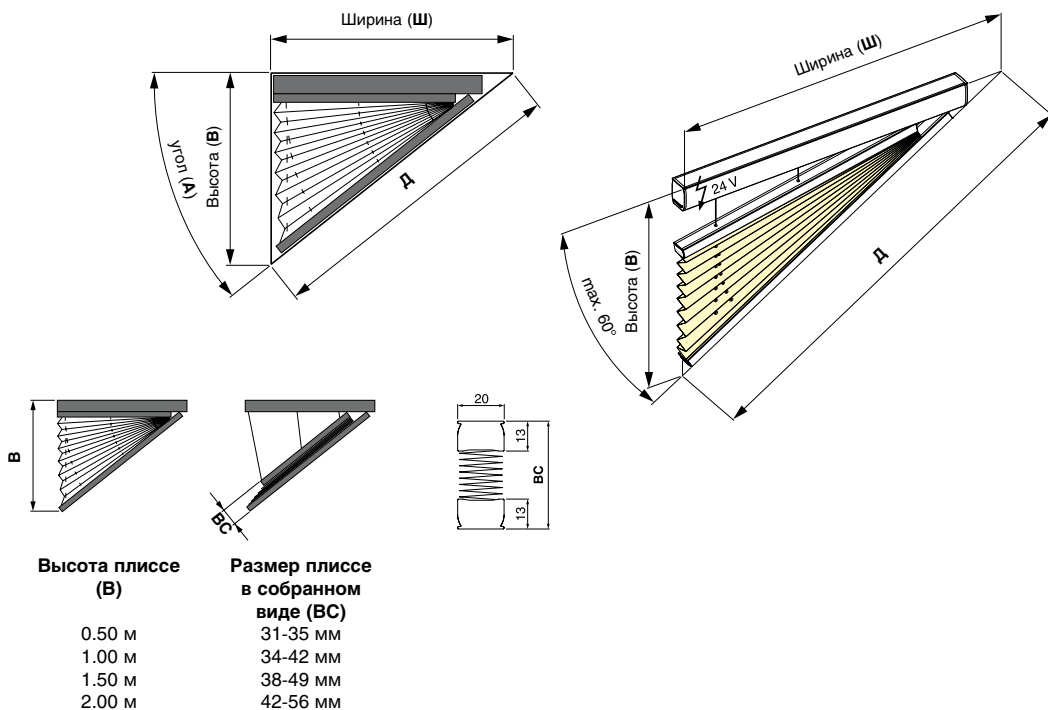 Ширина (Ш)
угол (А)
Высота (В)
Д
Ширина (Ш)
24 V
max. 60°
Высота (В)
Д
В
ВС
20
13
13
ВС
Высота плиссе
(В)
0.50 м
1.00 м
1.50 м
2.00 м
Размер плиссе
в собранном
виде (ВС)
31-35 мм
34-42 мм
38-49 мм
42-56 мм